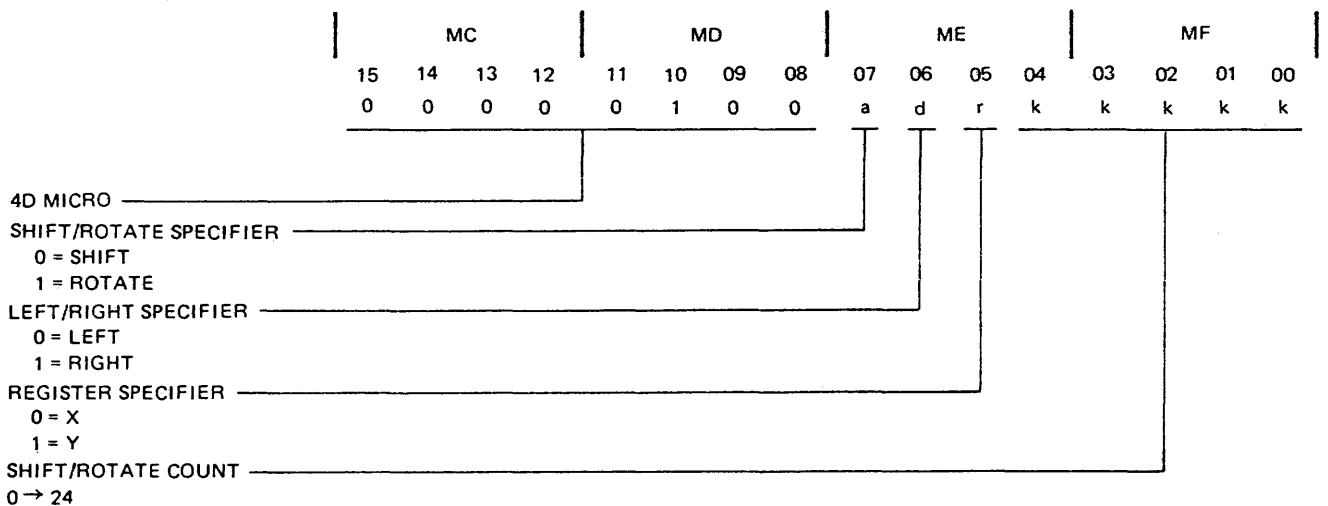 MC MD ME MF
15 14 13 12 11 10 09 08 07 06 05 04 03 02 01 00
0 0 0 0 0 1 0 0 a d r k k k k k
4D MICRO
SHIFT/ROTATE SPECIFIER
0 = SHIFT
1 = ROTATE
LEFT/RIGHT SPECIFIER
0 = LEFT
1 = RIGHT
REGISTER SPECIFIER
0 = X
1 = Y
SHIFT/ROTATE COUNT
0 → 24